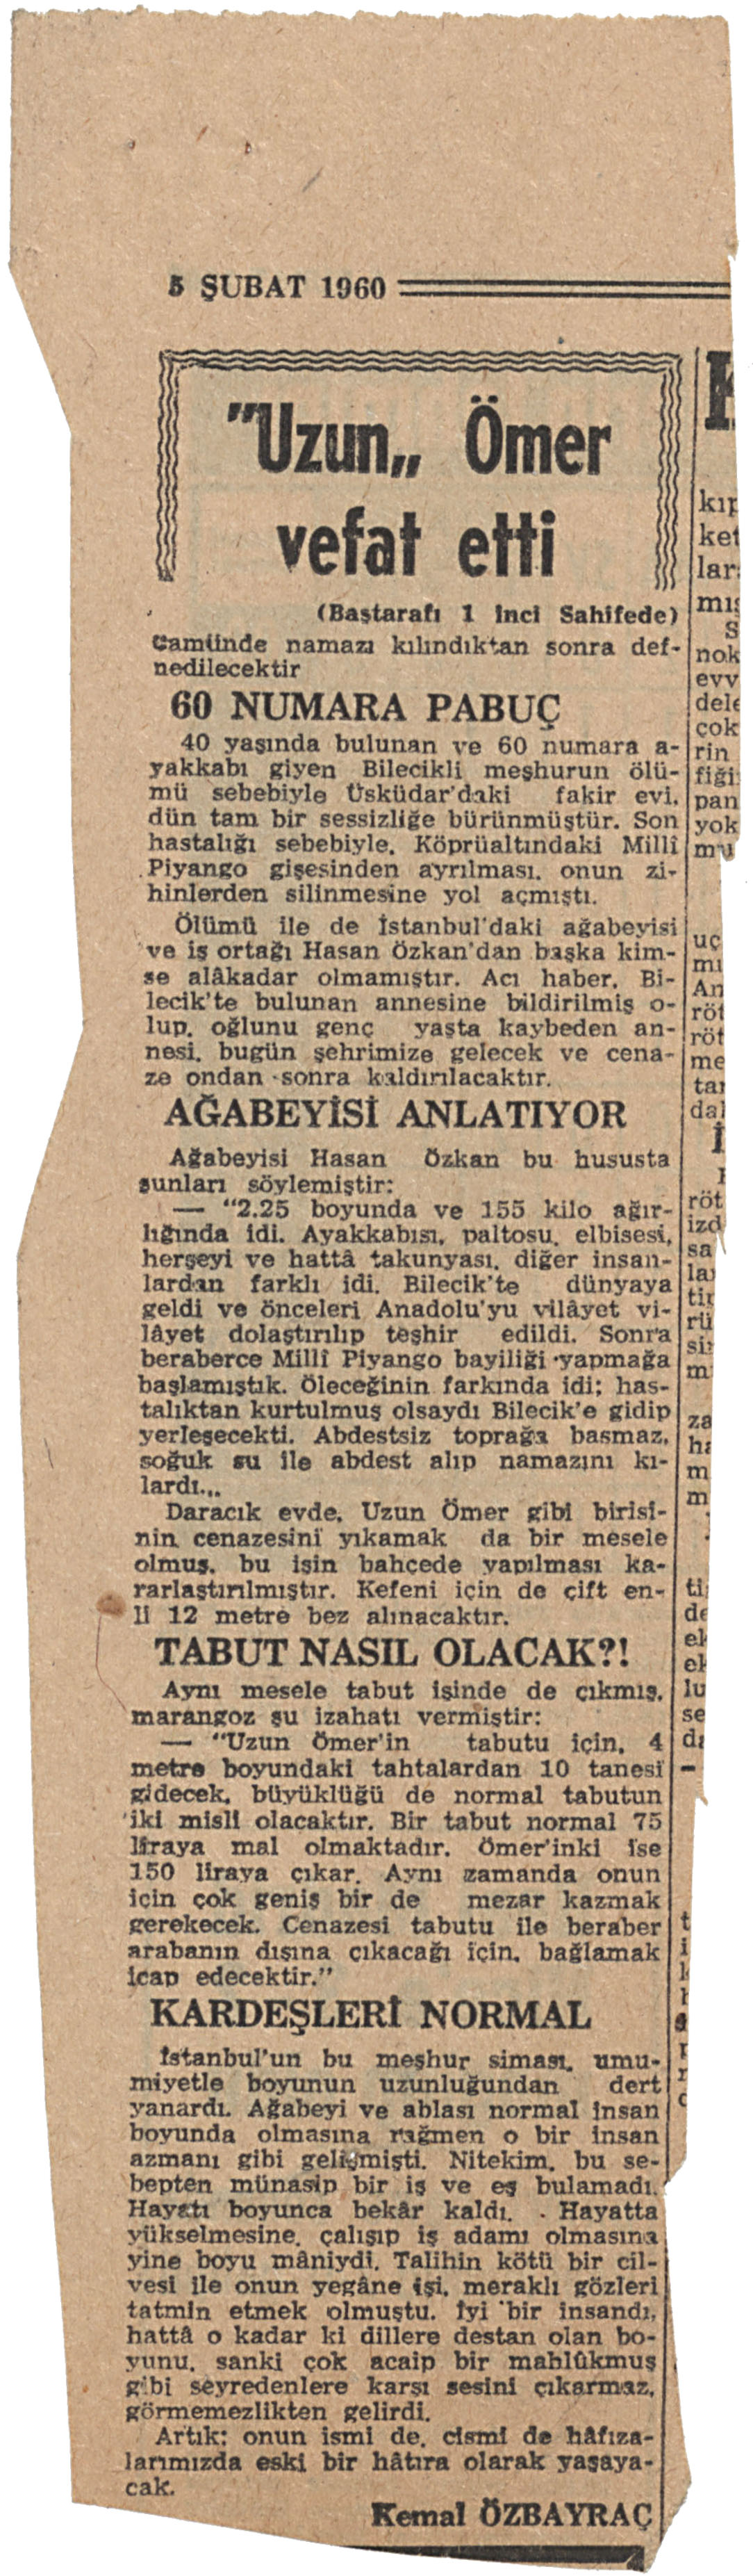 5 ŞUBAT 1960
"Uzun„ Ömer
vefat etti
(Baştarafı 1 inci Sahifede)
Camiinde namazı kılındıktan sonra def-
nedilecektir
60 NUMARA PABUÇ
40 yaşında bulunan ve 60 numara a-
yakkabı giyen Bilecikli meşhurun ölü-
mü sebebiyle Üsküdar'daki fakir evi,
dün tam bir sessizliğe bürünmüştür. Son
hastalığı sebebiyle, Köprüaltındaki Millî
Piyango gişesinden ayrılması, onun zi-
hinlerden silinmesine yol açmıştı.
Ölümü ile de İstanbul'daki ağabeyisi
ve iş ortağı Hasan Özkan'dan başka kim-
se alâkadar olmamıştır. Acı haber, Bi-
lecik'te bulunan annesine bildirilmiş o-
lup, oğlunu genç yaşta kaybeden an-
nesi, bugün şehrimize gelecek ve cena-
ze ondan sonra kaldırılacaktır.
AĞABEYİSİ ANLATIYOR
Ağabeyisi Hasan Özkan bu hususta
şunları söylemiştir:
— "2.25 boyunda ve 155 kilo ağır-
lığında idi. Ayakkabısı, paltosu, elbisesi,
herşeyi ve hattâ takunyası, diğer insan-
lardan farklı idi. Bilecik'te dünyaya
geldi ve önceleri Anadolu'yu vilâyet vi-
lâyet dolaştırılıp teşhir edildi. Sonra
beraberce Millî Piyango bayiliği yapmağa
başlamıştık. Öleceğinin farkında idi; has-
talıktan kurtulmuş olsaydı Bilecik'e gidip
yerleşecekti. Abdestsiz toprağa basmaz,
soğuk su ile abdest alıp namazını kı-
lardı.„
Daracık evde, Uzun Ömer gibi birisi-
nin cenazesini yıkamak da bir mesele
olmuş, bu işin bahçede yapılması ka-
rarlaştırılmıştır. Kefeni için de çift en-
li 12 metre bez alınacaktır.
TABUT NASIL OLACAK?!
Aynı mesele tabut işinde de çıkmış,
marangoz şu izahatı vermiştir:
— "Uzun Ömer'in tabutu için, 4
metre boyundaki tahtalardan 10 tanesi
gidecek, büyüklüğü de normal tabutun
iki misli olacaktır. Bir tabut normal 75
liraya mal olmaktadır. Ömer'inki ise
150 liraya çıkar. Aynı zamanda onun
için çok geniş bir de mezar kazmak
gerekecek. Cenazesi tabutu ile beraber
arabanın dışına çıkacağı için, bağlamak
icap edecektir."
KARDEŞLERİ NORMAL
İstanbul'un bu meşhur siması, umu-
miyetle boyunun uzunluğundan dert
yanardı. Ağabeyi ve ablası normal insan
boyunda olmasına rağmen o bir insan
azmanı gibi gelişmişti. Nitekim, bu se-
bepten münasip bir iş ve eş bulamadı.
Hayatı boyunca bekâr kaldı. Hayatta
yükselmesine, çalışıp iş adamı olmasına
yine boyu mâniydi. Talihin kötü bir cil-
vesi ile onun yegâne işi, meraklı gözleri
tatmin etmek olmuştu. İyi bir insandı,
hattâ o kadar ki dillere destan olan bo-
yunu, sanki çok acaip bir mahlûkmuş
gibi seyredenlere karşı sesini çıkarmaz,
görmemezlikten gelirdi.
Artık: onun ismi de, cismi de hâfıza-
larımızda eski bir hâtıra olarak yaşaya-
cak.
Kemal ÖZBAYRAÇ